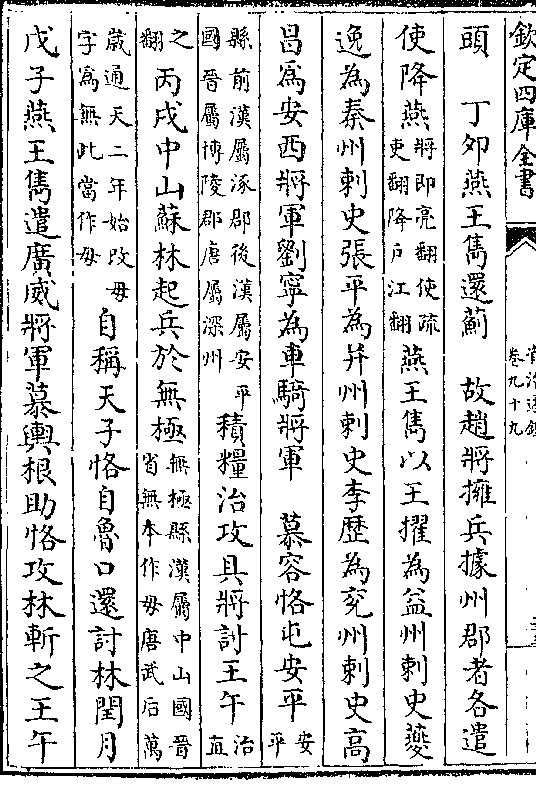 欽定四庫全書
資治通鑑
卷九十九
頭　丁夘燕王儁還薊　故趙將擁兵據州郡者各遣
使降燕將即亮翻使疏吏翻降戶江翻燕王儁以王擢為益州刺史夔
逸為秦州刺史張平為并州刺史李歷為兖州刺史高
昌為安西將軍劉寧為車騎將軍　慕容恪屯安平安平
縣前漢屬涿郡後漢屬安平國晉屬博陵郡唐屬深州積糧治攻具將討王午治直
之翻丙戌中山蘇林起兵於無極無極縣漢屬中山國晉省無本作毋唐武后萬
歲通天二年始改毋字為無此當作毋自稱天子恪自魯口還討林閏月
戊子燕王儁遣廣威將軍慕輿根助恪攻林斬之王午